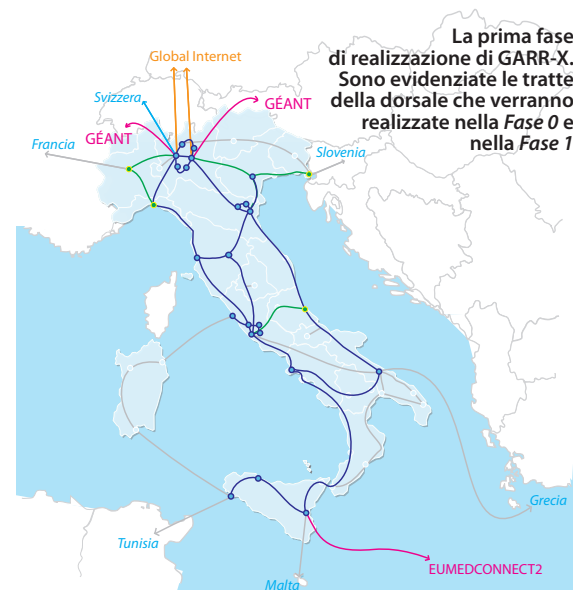 La prima fase
di realizzazione di GARR-X.
Sono evidenziate le tratte
della dorsale che verranno
realizzate nella Fase 0 e
nella Fase 1
Global Internet
Svizzera
GÉANT
GÉANT
Francia
Slovenia
Grecia
Tunisia
EUMEDCONNECT2
Malta